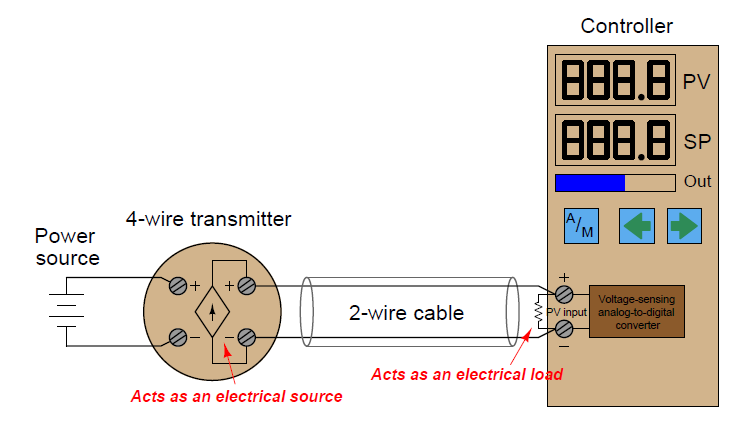 Controller
888.8
PV
888.8
SP
Out
A/M
4-wire transmitter
Power
source
+
+
+
2-wire cable
PV input
Voltage-sensing
analog-to-digital
converter
−
−
−
Acts as an electrical load
Acts as an electrical source